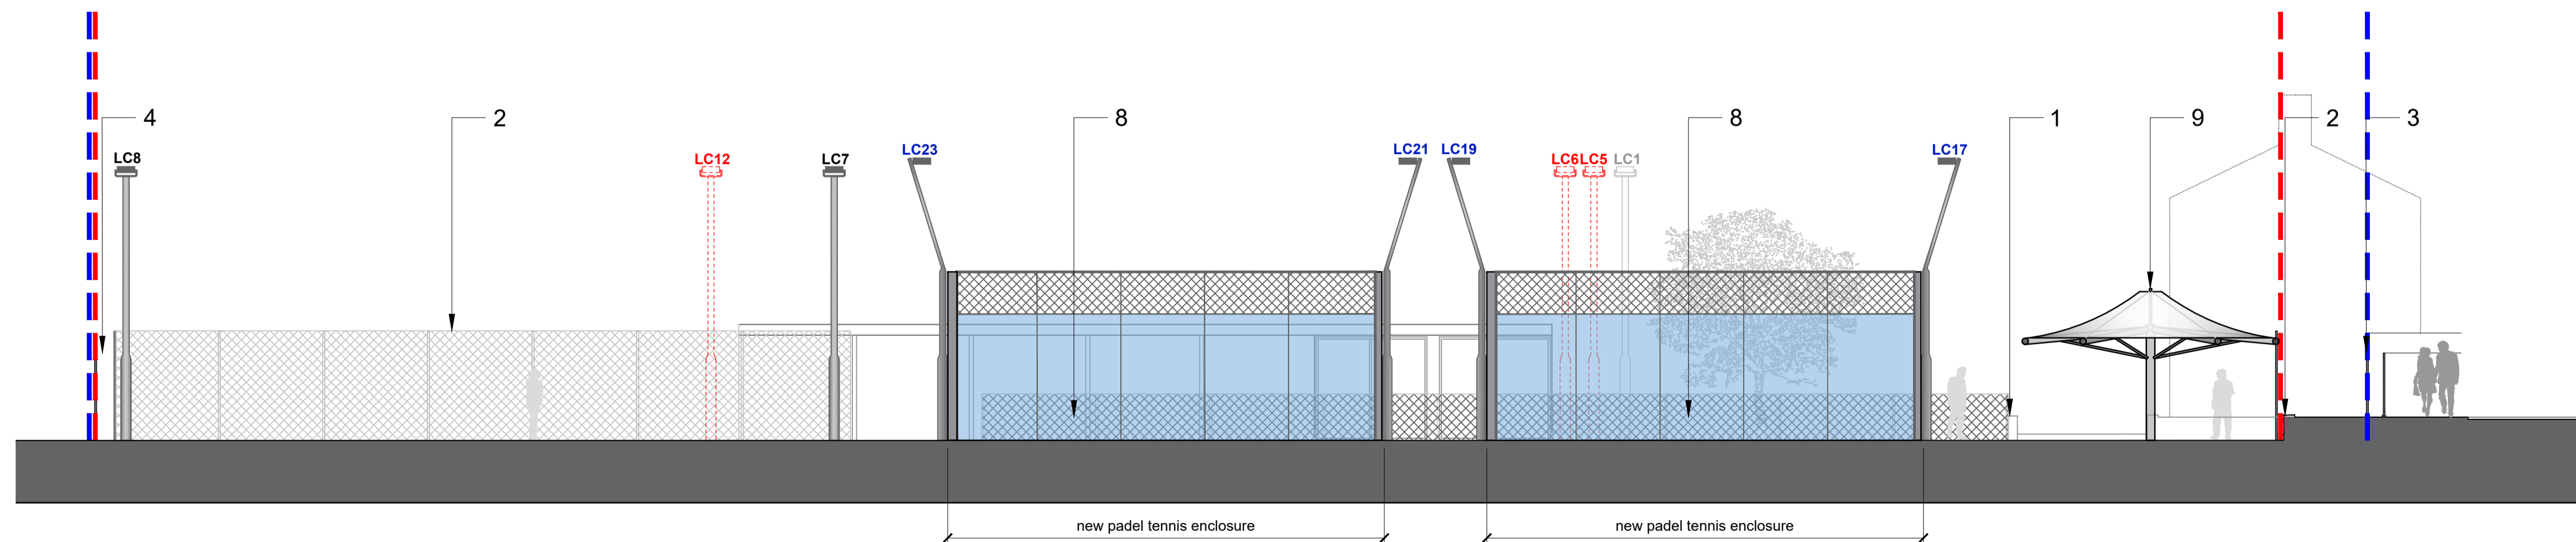 4
2
8
8
1
9
2
3
LC8
LC12
LC7
LC23
LC21
LC19
LC6
LC5
LC1
LC17
new padel tennis enclosure
new padel tennis enclosure